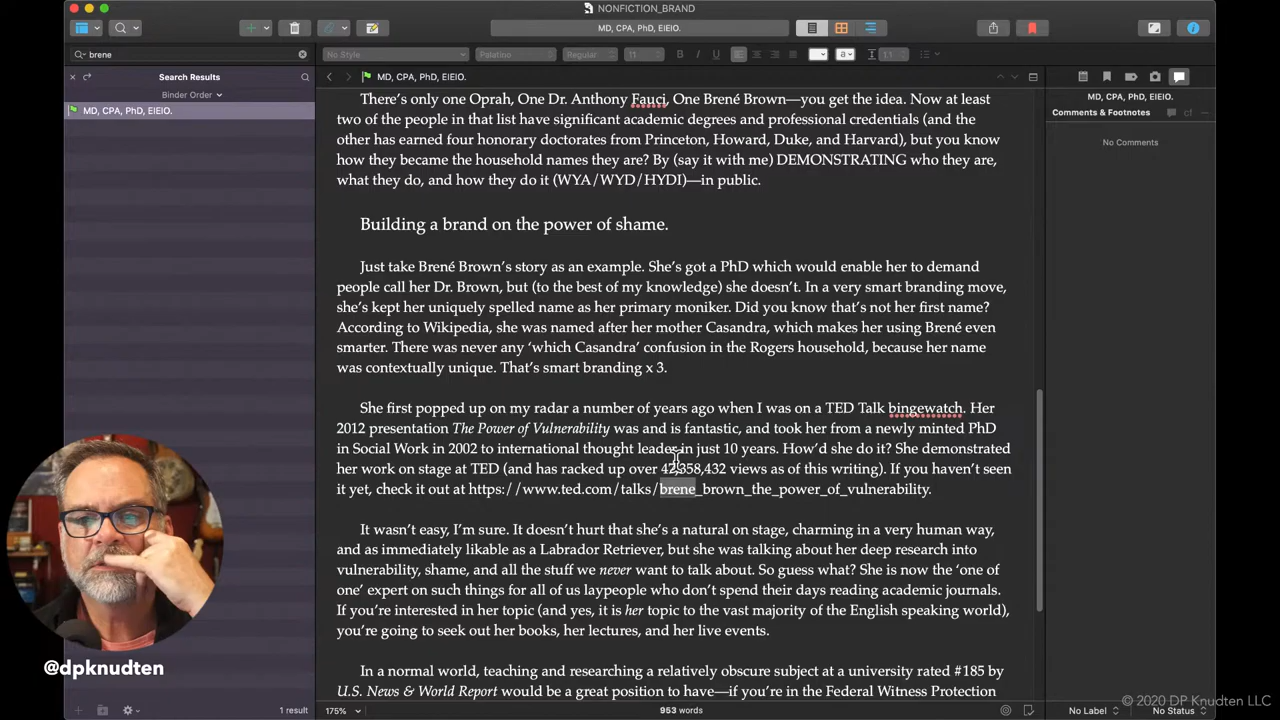 NONFICTION_BRAND
MD, CPA, PhD, EIEIO.
brene
No Style
Palatino
Regular
11
B I U
a
11
Search Results
MD, CPA, PhD, EIEIO.
Binder Order
MD, CPA, PhD, EIEIO.
MD, CPA, PhD, EIEIO.
Comments & Footnotes
cf
No Comments
There's only one Oprah, One Dr. Anthony Fauci, One Brené Brown—you get the idea. Now at least
two of the people in that list have significant academic degrees and professional credentials (and the
other has earned four honorary doctorates from Princeton, Howard, Duke, and Harvard), but you know
how they became the household names they are? By (say it with me) DEMONSTRATING who they are,
what they do, and how they do it (WYA/WYD/HYDI)—in public.
Building a brand on the power of shame.
Just take Brené Brown's story as an example. She's got a PhD which would enable her to demand
people call her Dr. Brown, but (to the best of my knowledge) she doesn't. In a very smart branding move,
she's kept her uniquely spelled name as her primary moniker. Did you know that's not her first name?
According to Wikipedia, she was named after her mother Casandra, which makes her using Brené even
smarter. There was never any 'which Casandra' confusion in the Rogers household, because her name
was contextually unique. That's smart branding x 3.
She first popped up on my radar a number of years ago when I was on a TED Talk bingewatch. Her
2012 presentation The Power of Vulnerability was and is fantastic, and took her from a newly minted PhD
in Social Work in 2002 to international thought leader in just 10 years. How'd she do it? She demonstrated
her work on stage at TED (and has racked up over 42,358,432 views as of this writing). If you haven't seen
it yet, check it out at https://www.ted.com/talks/brene_brown_the_power_of_vulnerability.
It wasn't easy, I'm sure. It doesn't hurt that she's a natural on stage, charming in a very human way,
and as immediately likable as a Labrador Retriever, but she was talking about her deep research into
vulnerability, shame, and all the stuff we never want to talk about. So guess what? She is now the 'one of
one' expert on such things for all of us laypeople who don't spend their days reading academic journals.
If you're interested in her topic (and yes, it is her topic to the vast majority of the English speaking world),
you're going to seek out her books, her lectures, and her live events.
In a normal world, teaching and researching a relatively obscure subject at a university rated #185 by
U.S. News & World Report would be a great position to have—if you're in the Federal Witness Protection
@dpknudten
© 2020 DP Knudten LLC
1 result
175%
953 words
No Label
No Status